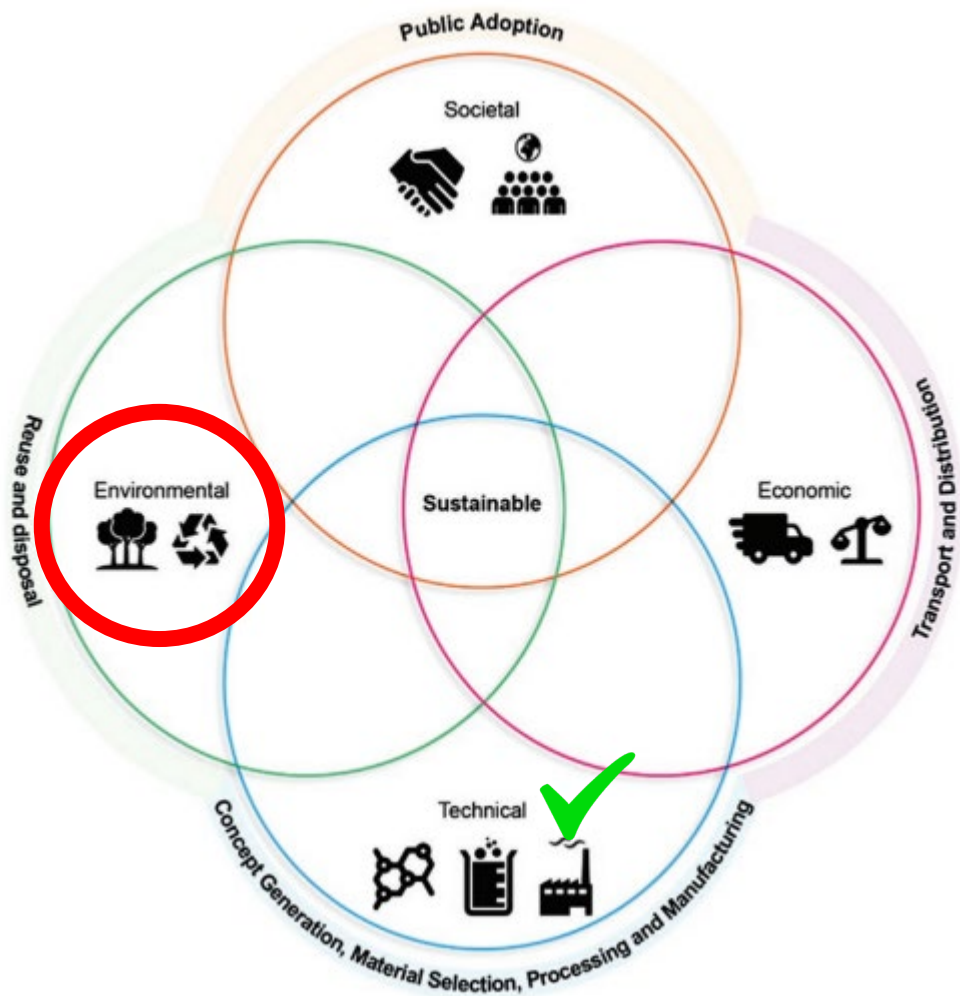 Public Adoption
Societal
Reuse and disposal
Environmental
Sustainable
Economic
Transport and Distribution
Technical
Concept Generation, Material Selection, Processing and Manufacturing